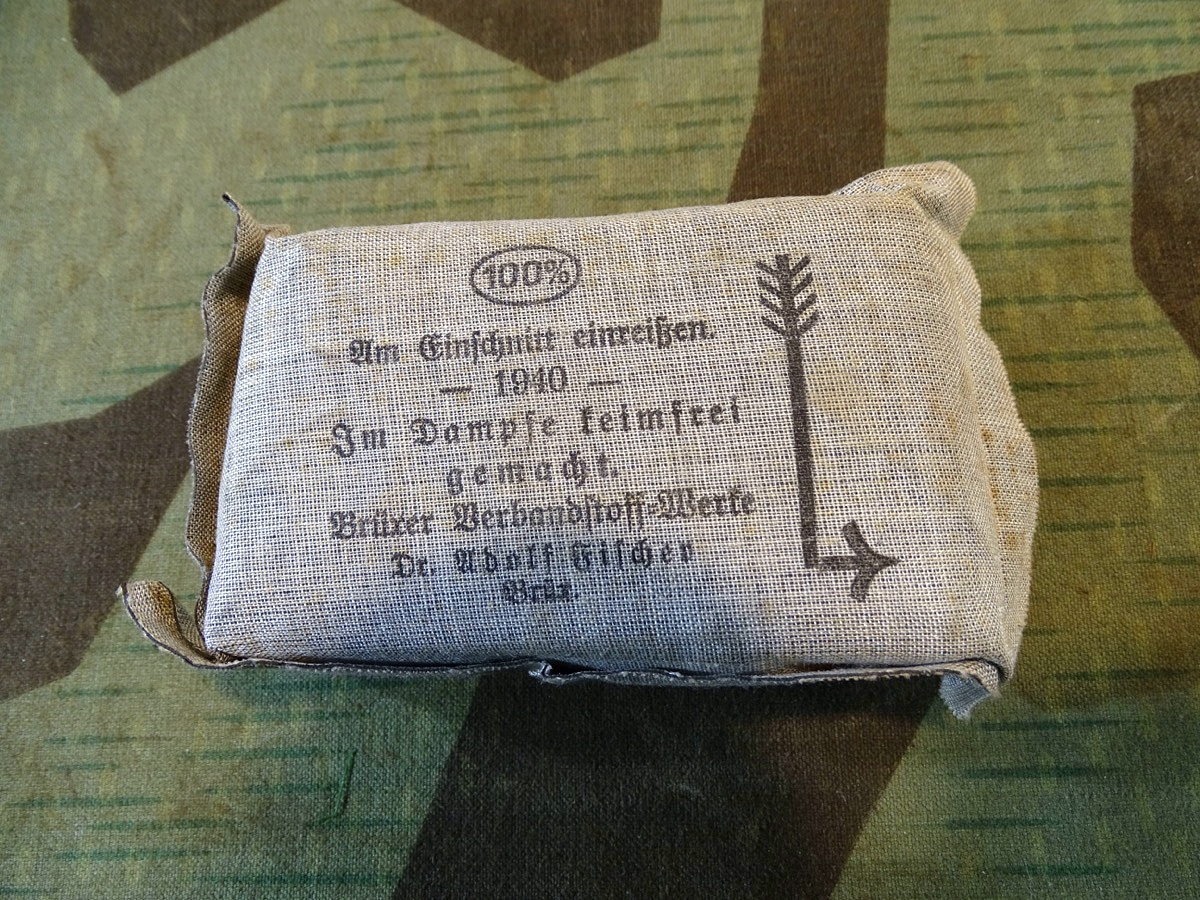 100%
Am Einschnitt einreißen.
— 1940 —
Im Dampfe keimfrei
gemacht.
Brüxer Verbandstoff-Werke
Dr. Adolf Fischer
Brüx.